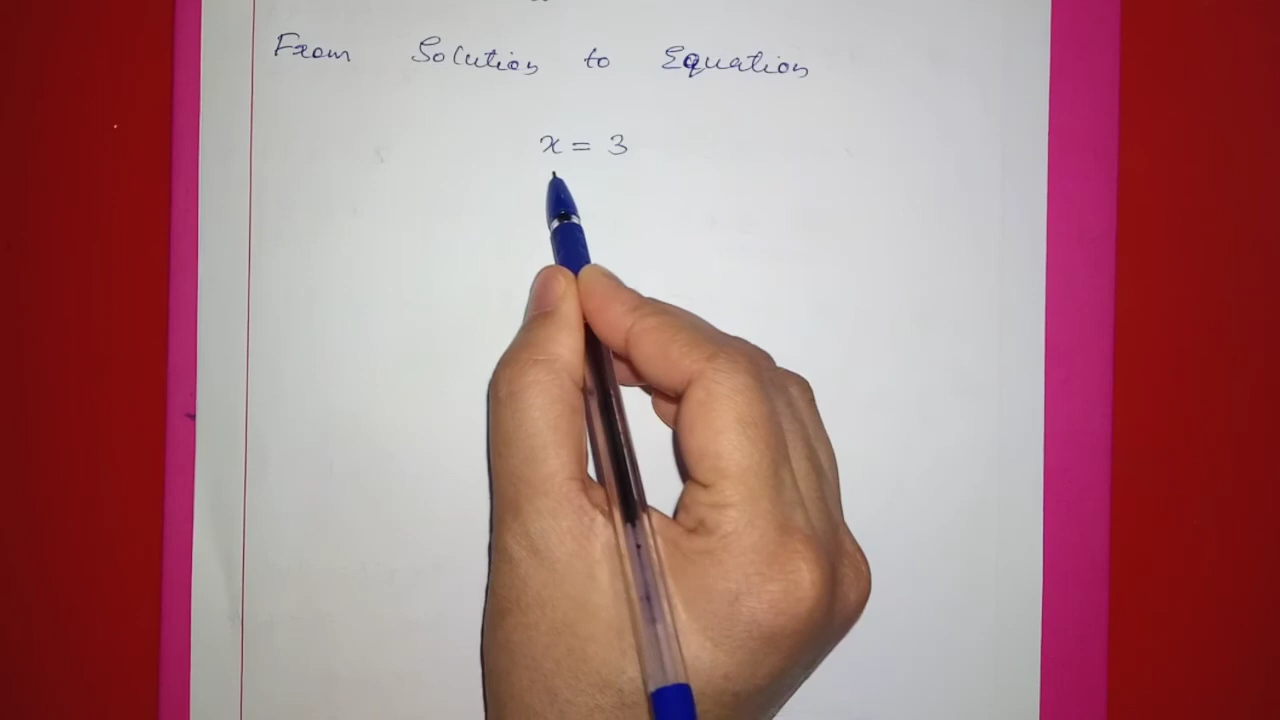 From Solution to Equation
x = 3